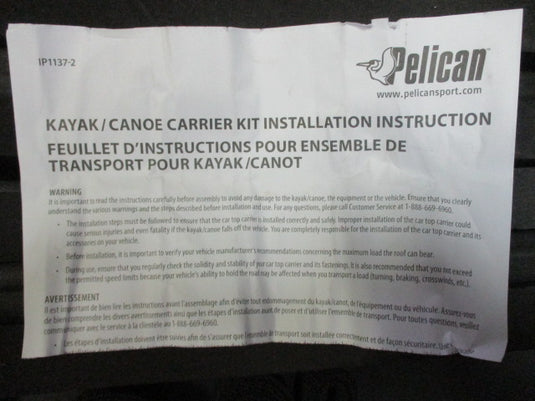 IP1137-2
Pelican
www.pelicansport.com
KAYAK/CANOE CARRIER KIT INSTALLATION INSTRUCTION
FEUILLET D'INSTRUCTIONS POUR ENSEMBLE DE
TRANSPORT POUR KAYAK/CANOT
WARNING
It is important to read the instructions carefully before assembly to avoid any damage to the kayak/canoe, the equipment or the vehicle. Ensure that you clearly
understand the various warnings and the steps described before installation and use. For any questions, please call Customer Service at 1-888-669-6960.
• The installation steps must be followed to ensure that the car top carrier is installed correctly and safely. Improper installation of the car top carrier could
cause serious injuries and even fatality if the kayak/canoe falls off the vehicle. You are completely responsible for the installation of the car top carrier and its
accessories on your vehicle.
• Before installation, it is important to verify your vehicle manufacturer's recommendations concerning the maximum load the roof can bear.
• During use, ensure that you regularly check the solidity and stability of your car top carrier and its fastenings. It is also recommended that you not exceed
the permitted speed limits because your vehicle's ability to hold the road may be affected when you transport a load (turning, braking, crosswinds, etc.).
AVERTISSEMENT
Il est important de bien lire les instructions avant l'assemblage afin d'éviter tout endommagement du kayak/canot, de l'équipement ou du véhicule. Assurez-vous
de bien comprendre les divers avertissements ainsi que les étapes d'installation avant de poser et d'utiliser l'ensemble de transport. Pour toutes questions, veuillez
communiquer avec le service à la clientèle au 1-888-669-6960.
• Les étapes d'installation doivent être suivies afin de s'assurer que l'ensemble de transport soit installée correctement et de façon sécuritaire.